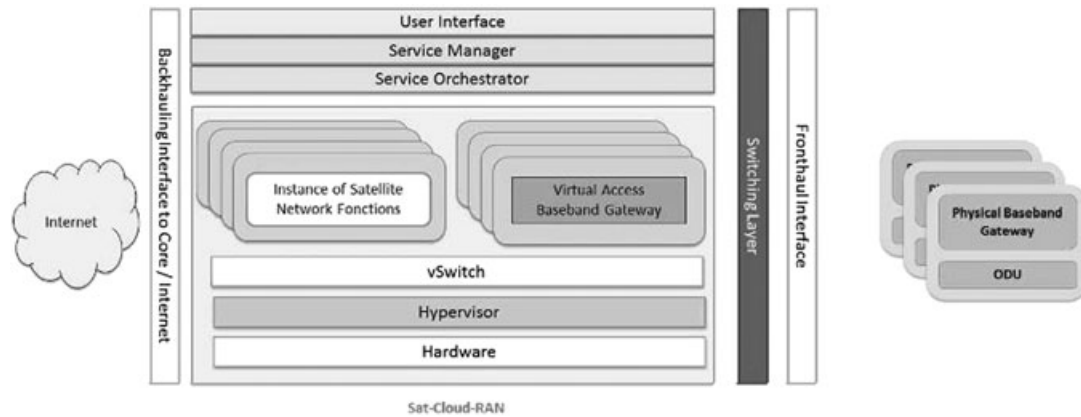 User Interface
Service Manager
Service Orchestrator
Backhauling Interface to Core / Internet
Internet
Instance of Satellite
Network Fonctions
Virtual Access
Baseband Gateway
vSwitch
Hypervisor
Hardware
Switching Layer
Fronthaul Interface
Physical Baseband
Gateway
ODU
Sat-Cloud-RAN